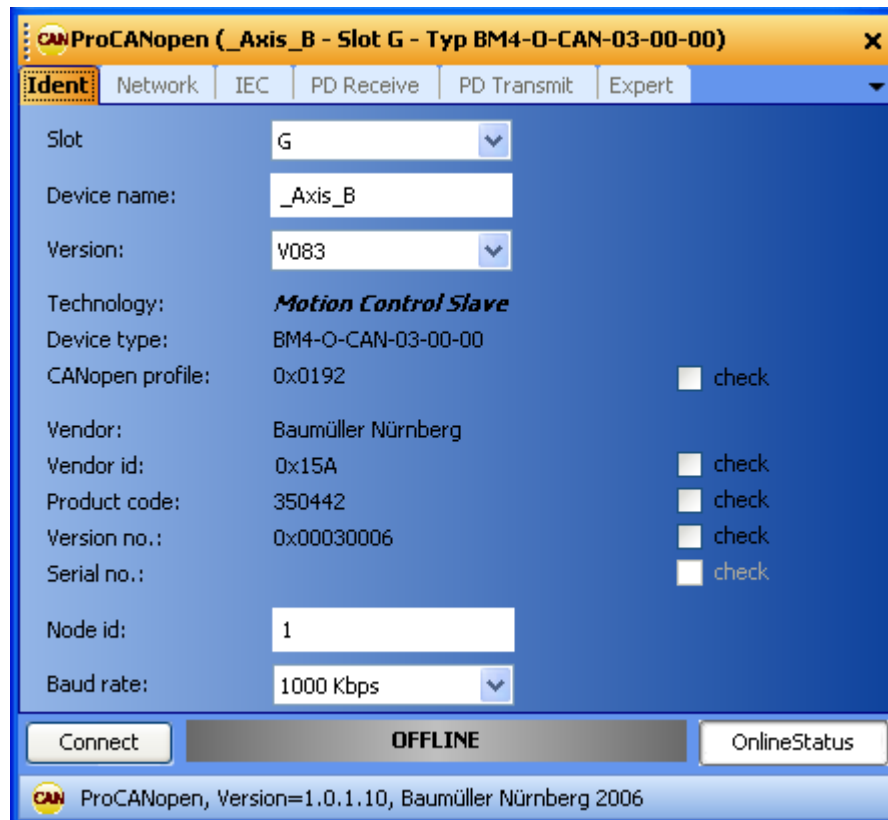 CAN ProCANopen (_Axis_B - Slot G - Typ BM4-O-CAN-03-00-00)
Ident Network IEC PD Receive PD Transmit Expert
Slot G
Device name: _Axis_B
Version: V083
Technology: Motion Control Slave
Device type: BM4-O-CAN-03-00-00
CANopen profile: 0x0192 check
Vendor: Baumüller Nürnberg
Vendor id: 0x15A check
Product code: 350442 check
Version no.: 0x00030006 check
Serial no.: check
Node id: 1
Baud rate: 1000 Kbps
Connect OFFLINE OnlineStatus
CAN ProCANopen, Version=1.0.1.10, Baumüller Nürnberg 2006